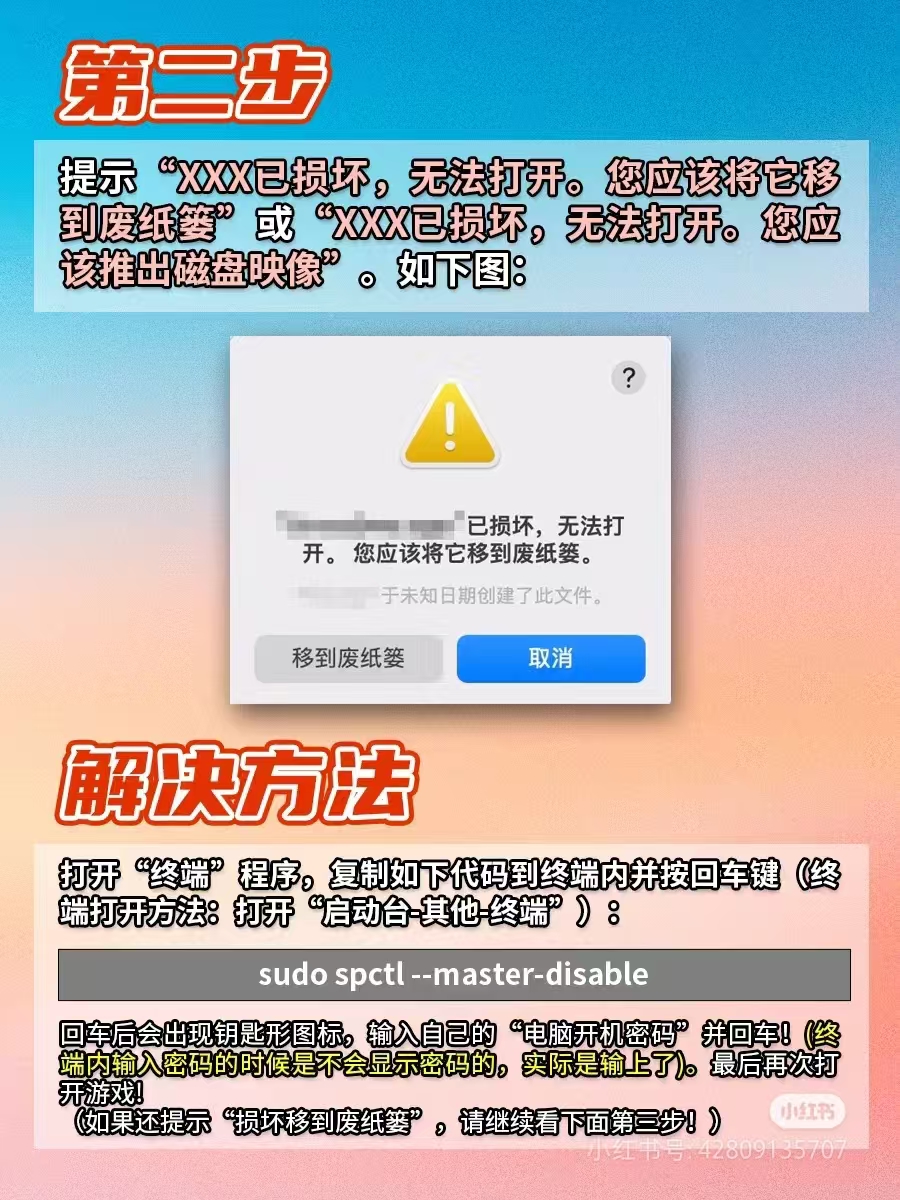 第二步
提示“XXX已损坏，无法打开。您应该将它移
到废纸篓”或“XXX已损坏，无法打开。您应
该推出磁盘映像”。如下图：
?
已损坏，无法打
开。 您应该将它移到废纸篓。
于未知日期创建了此文件。
移到废纸篓
取消
解决方法
打开“终端”程序，复制如下代码到终端内并按回车键（终
端打开方法：打开“启动台-其他-终端”）：
sudo spctl --master-disable
回车后会出现钥匙形图标，输入自己的“电脑开机密码”并回车！(终
端内输入密码的时候是不会显示密码的，实际是输上了)。最后再次打
开游戏!
（如果还提示“损坏移到废纸篓”，请继续看下面第三步！）
小红书
小红书号: 42809135707